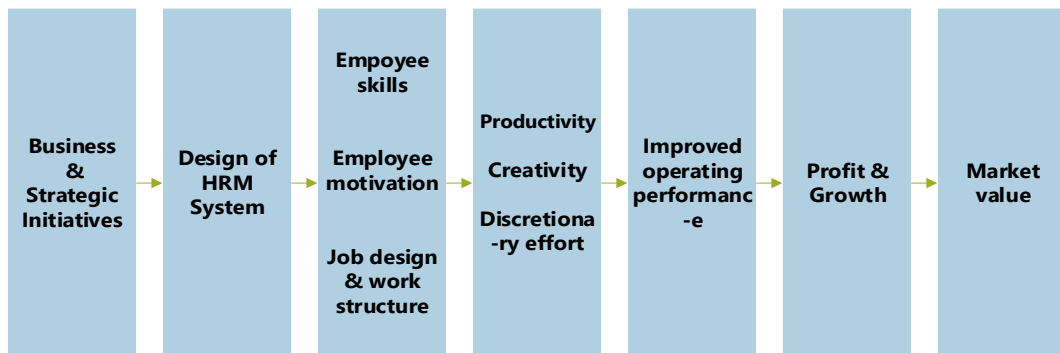 Business
&
Strategic
Initiatives
Design of
HRM
System
Empoyee
skills
Employee
motivation
Job design
& work
structure
Productivity
Creativity
Discretiona
-ry effort
Improved
operating
performanc
-e
Profit &
Growth
Market
value